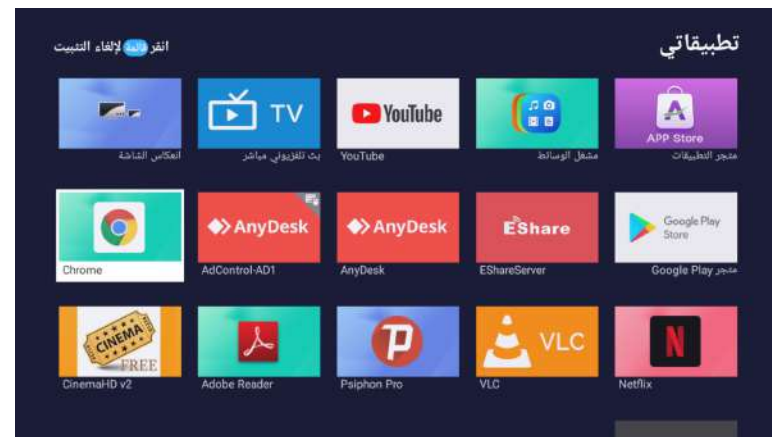 تطبيقاتي
انقر قائمة لإلغاء التثبيت
APP Store
متجر التطبيقات
مشغل الوسائط
YouTube
YouTube
TV
بث تلفزيوني مباشر
انعكاس الشاشة
Google Play Store
متجر Google Play
EShare
EShareServer
AnyDesk
AnyDesk
AnyDesk
AdControl-AD1
Chrome
N
Netflix
VLC
VLC
P
Psiphon Pro
Adobe Reader
CINEMA
FREE
CinemaHD v2